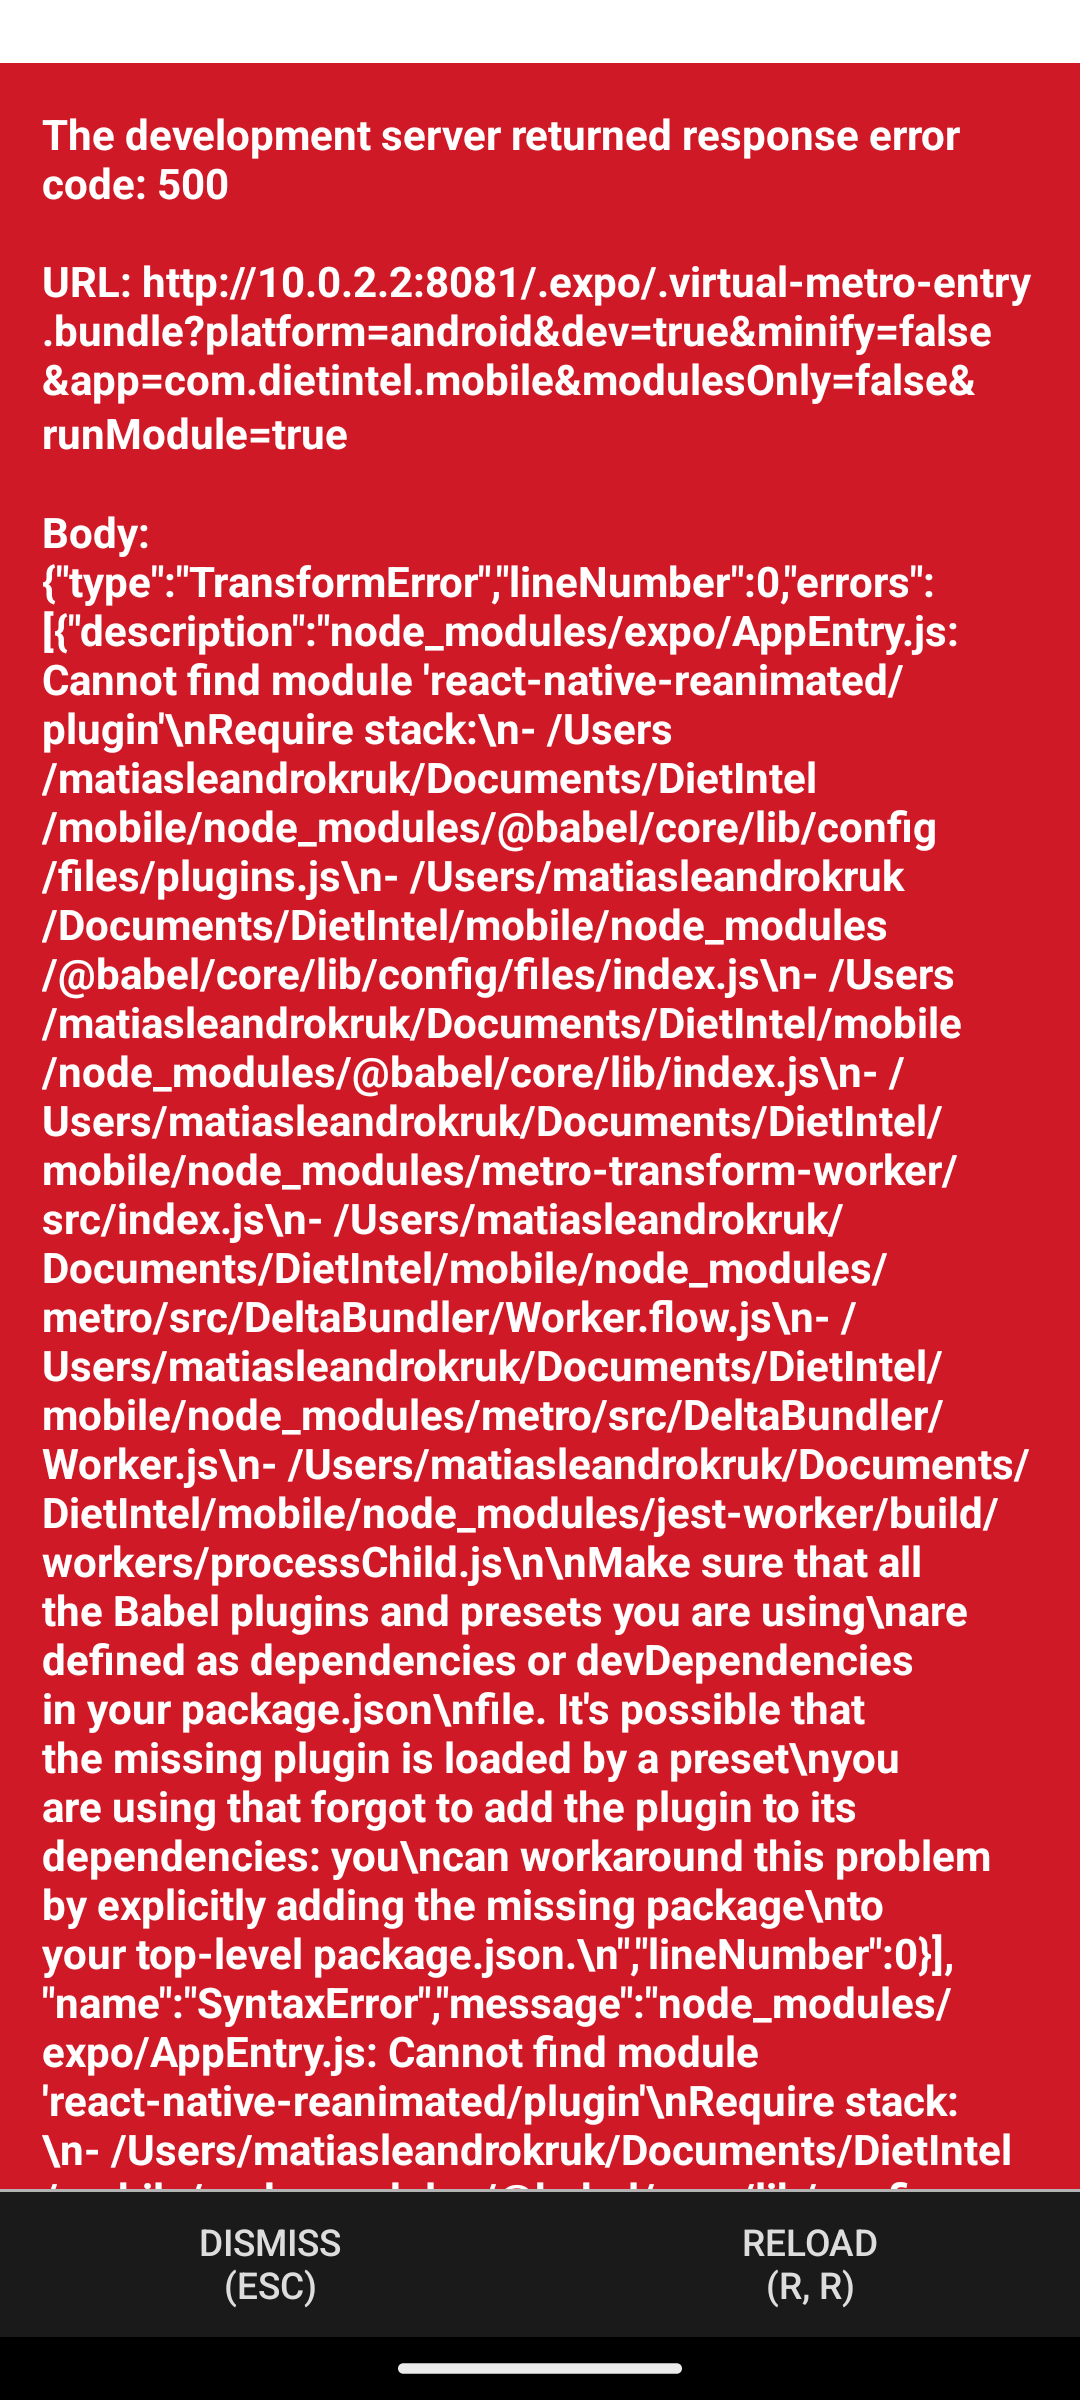 The development server returned response error
code: 500
URL: http://10.0.2.2:8081/.expo/.virtual-metro-entry
.bundle?platform=android&dev=true&minify=false
&app=com.dietintel.mobile&modulesOnly=false&
runModule=true
Body:
{"type":"TransformError","lineNumber":0,"errors":
[{"description":"node_modules/expo/AppEntry.js:
Cannot find module 'react-native-reanimated/
plugin'\nRequire stack:\n- /Users
/matiasleandrokruk/Documents/DietIntel
/mobile/node_modules/@babel/core/lib/config
/files/plugins.js\n- /Users/matiasleandrokruk
/Documents/DietIntel/mobile/node_modules
/@babel/core/lib/config/files/index.js\n- /Users
/matiasleandrokruk/Documents/DietIntel/mobile
/node_modules/@babel/core/lib/index.js\n- /
Users/matiasleandrokruk/Documents/DietIntel/
mobile/node_modules/metro-transform-worker/
src/index.js\n- /Users/matiasleandrokruk/
Documents/DietIntel/mobile/node_modules/
metro/src/DeltaBundler/Worker.flow.js\n- /
Users/matiasleandrokruk/Documents/DietIntel/
mobile/node_modules/metro/src/DeltaBundler/
Worker.js\n- /Users/matiasleandrokruk/Documents/
DietIntel/mobile/node_modules/jest-worker/build/
workers/processChild.js\n\nMake sure that all
the Babel plugins and presets you are using\nare
defined as dependencies or devDependencies
in your package.json\nfile. It's possible that
the missing plugin is loaded by a preset\nyou
are using that forgot to add the plugin to its
dependencies: you\ncan workaround this problem
by explicitly adding the missing package\nto
your top-level package.json.\n","lineNumber":0}],
"name":"SyntaxError","message":"node_modules/
expo/AppEntry.js: Cannot find module
'react-native-reanimated/plugin'\nRequire stack:
\n- /Users/matiasleandrokruk/Documents/DietIntel
DISMISS
(ESC)
RELOAD
(R, R)